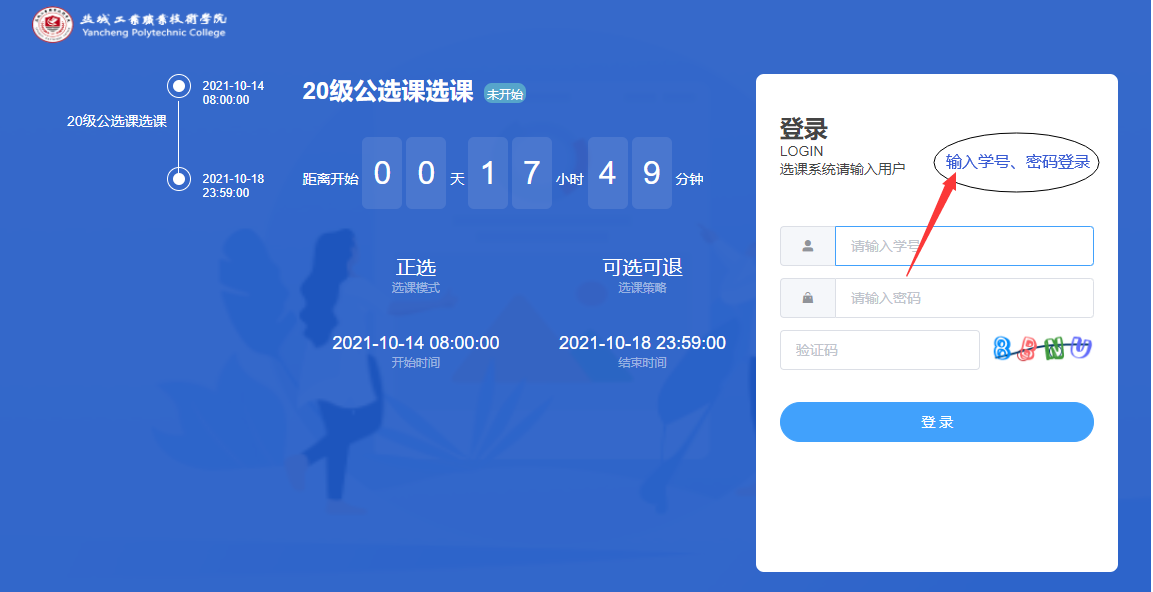 盐城工业职业技术学院
Yancheng Polytechnic College
2021-10-14
08:00:00
20级公选课选课
2021-10-18
23:59:00
20级公选课选课 未开始
距离开始 0 0 天 1 7 小时 4 9 分钟
正选
选课模式
可选可退
选课策略
2021-10-14 08:00:00
开始时间
2021-10-18 23:59:00
结束时间
登录
LOGIN
选课系统请输入用户
输入学号、密码登录
请输入学号
请输入密码
验证码
8BNU
登 录